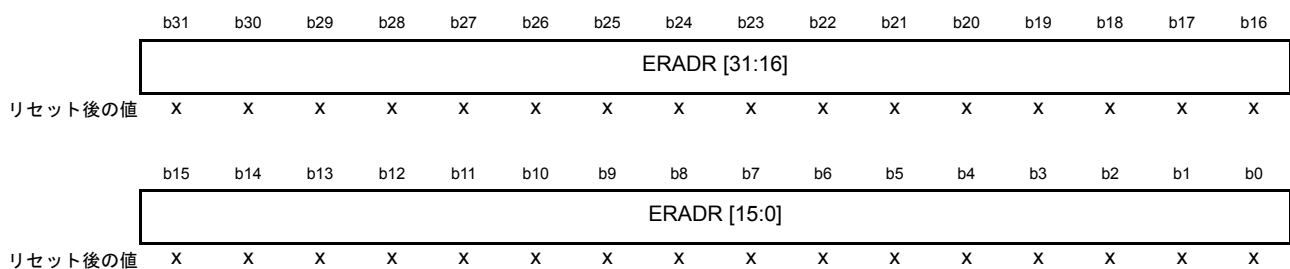 b31 b30 b29 b28 b27 b26 b25 b24 b23 b22 b21 b20 b19 b18 b17 b16
ERADR [31:16]
リセット後の値 x x x x x x x x x x x x x x x x
b15 b14 b13 b12 b11 b10 b9 b8 b7 b6 b5 b4 b3 b2 b1 b0
ERADR [15:0]
リセット後の値 x x x x x x x x x x x x x x x x